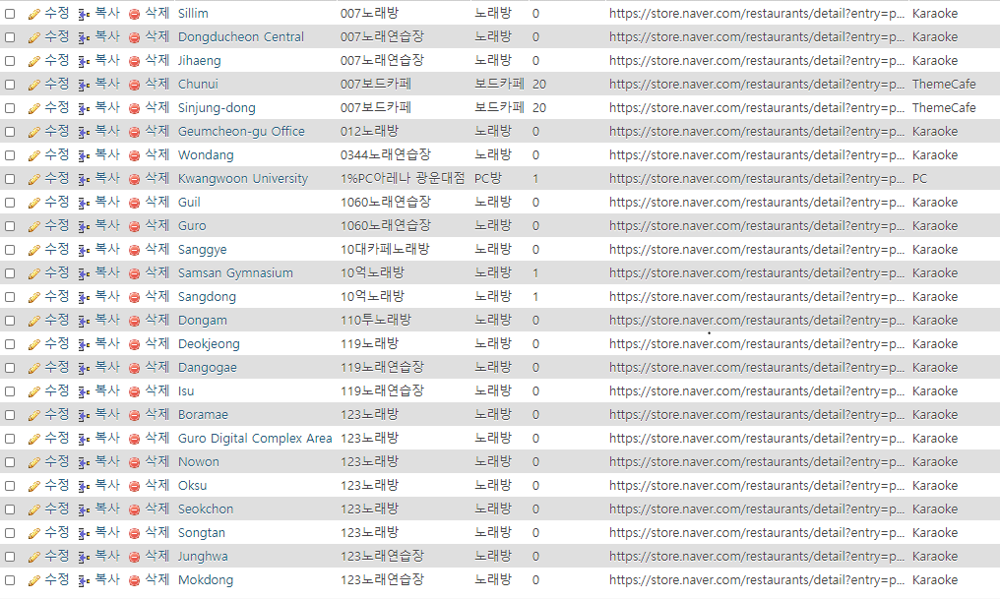 수정 복사 삭제 Sillim 007노래방 노래방 0 https://store.naver.com/restaurants/detail?entry=p... Karaoke
수정 복사 삭제 Dongducheon Central 007노래연습장 노래방 0 https://store.naver.com/restaurants/detail?entry=p... Karaoke
수정 복사 삭제 Jihaeng 007노래연습장 노래방 0 https://store.naver.com/restaurants/detail?entry=p... Karaoke
수정 복사 삭제 Chunui 007보드카페 보드카페 20 https://store.naver.com/restaurants/detail?entry=p... ThemeCafe
수정 복사 삭제 Sinjung-dong 007보드카페 보드카페 20 https://store.naver.com/restaurants/detail?entry=p... ThemeCafe
수정 복사 삭제 Geumcheon-gu Office 012노래방 노래방 0 https://store.naver.com/restaurants/detail?entry=p... Karaoke
수정 복사 삭제 Wondang 0344노래연습장 노래방 0 https://store.naver.com/restaurants/detail?entry=p... Karaoke
수정 복사 삭제 Kwangwoon University 1%PC아레나 광운대점 PC방 1 https://store.naver.com/restaurants/detail?entry=p... PC
수정 복사 삭제 Guil 1060노래연습장 노래방 0 https://store.naver.com/restaurants/detail?entry=p... Karaoke
수정 복사 삭제 Guro 1060노래연습장 노래방 0 https://store.naver.com/restaurants/detail?entry=p... Karaoke
수정 복사 삭제 Sanggye 10대카페노래방 노래방 0 https://store.naver.com/restaurants/detail?entry=p... Karaoke
수정 복사 삭제 Samsan Gymnasium 10억노래방 노래방 1 https://store.naver.com/restaurants/detail?entry=p... Karaoke
수정 복사 삭제 Sangdong 10억노래방 노래방 1 https://store.naver.com/restaurants/detail?entry=p... Karaoke
수정 복사 삭제 Dongam 110투노래방 노래방 0 https://store.naver.com/restaurants/detail?entry=p... Karaoke
수정 복사 삭제 Deokjeong 119노래방 노래방 0 https://store.naver.com/restaurants/detail?entry=p... Karaoke
수정 복사 삭제 Dangogae 119노래연습장 노래방 0 https://store.naver.com/restaurants/detail?entry=p... Karaoke
수정 복사 삭제 Isu 119노래연습장 노래방 0 https://store.naver.com/restaurants/detail?entry=p... Karaoke
수정 복사 삭제 Boramae 123노래방 노래방 0 https://store.naver.com/restaurants/detail?entry=p... Karaoke
수정 복사 삭제 Guro Digital Complex Area 123노래방 노래방 0 https://store.naver.com/restaurants/detail?entry=p... Karaoke
수정 복사 삭제 Nowon 123노래방 노래방 0 https://store.naver.com/restaurants/detail?entry=p... Karaoke
수정 복사 삭제 Oksu 123노래방 노래방 0 https://store.naver.com/restaurants/detail?entry=p... Karaoke
수정 복사 삭제 Seokchon 123노래방 노래방 0 https://store.naver.com/restaurants/detail?entry=p... Karaoke
수정 복사 삭제 Songtan 123노래방 노래방 0 https://store.naver.com/restaurants/detail?entry=p... Karaoke
수정 복사 삭제 Junghwa 123노래연습장 노래방 0 https://store.naver.com/restaurants/detail?entry=p... Karaoke
수정 복사 삭제 Mokdong 123노래연습장 노래방 0 https://store.naver.com/restaurants/detail?entry=p... Karaoke